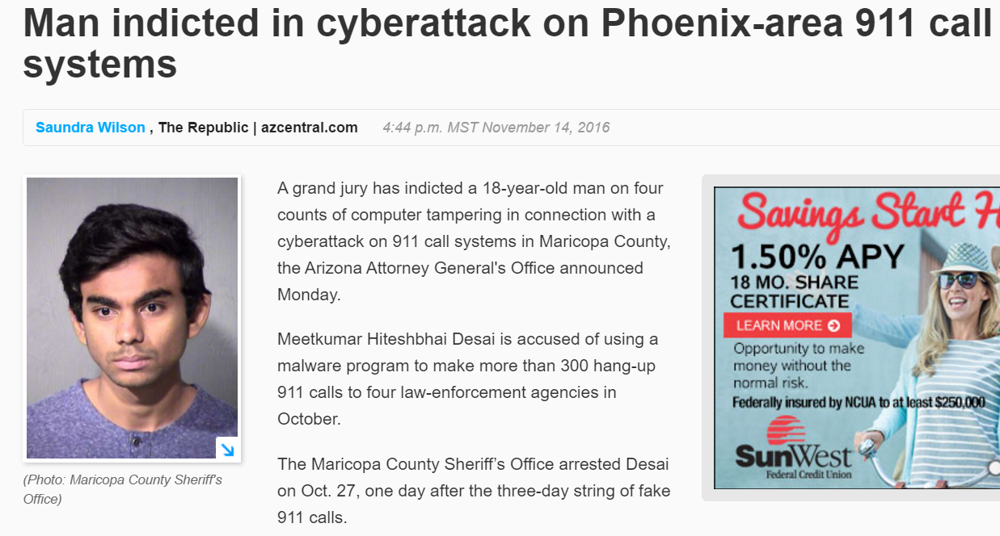 Man indicted in cyberattack on Phoenix-area 911 call
systems
Saundra Wilson , The Republic | azcentral.com 4:44 p.m. MST November 14, 2016
A grand jury has indicted a 18-year-old man on four
counts of computer tampering in connection with a
cyberattack on 911 call systems in Maricopa County,
the Arizona Attorney General's Office announced
Monday.
Meetkumar Hiteshbhai Desai is accused of using a
malware program to make more than 300 hang-up
911 calls to four law-enforcement agencies in
October.
The Maricopa County Sheriff’s Office arrested Desai
on Oct. 27, one day after the three-day string of fake
911 calls.
(Photo: Maricopa County Sheriff's
Office)
Savings Start
1.50% APY
18 MO. SHARE
CERTIFICATE
LEARN MORE
Opportunity to make
money without the
normal risk.
Federally insured by NCUA to at least $250,000
SunWest
Federal Credit Union